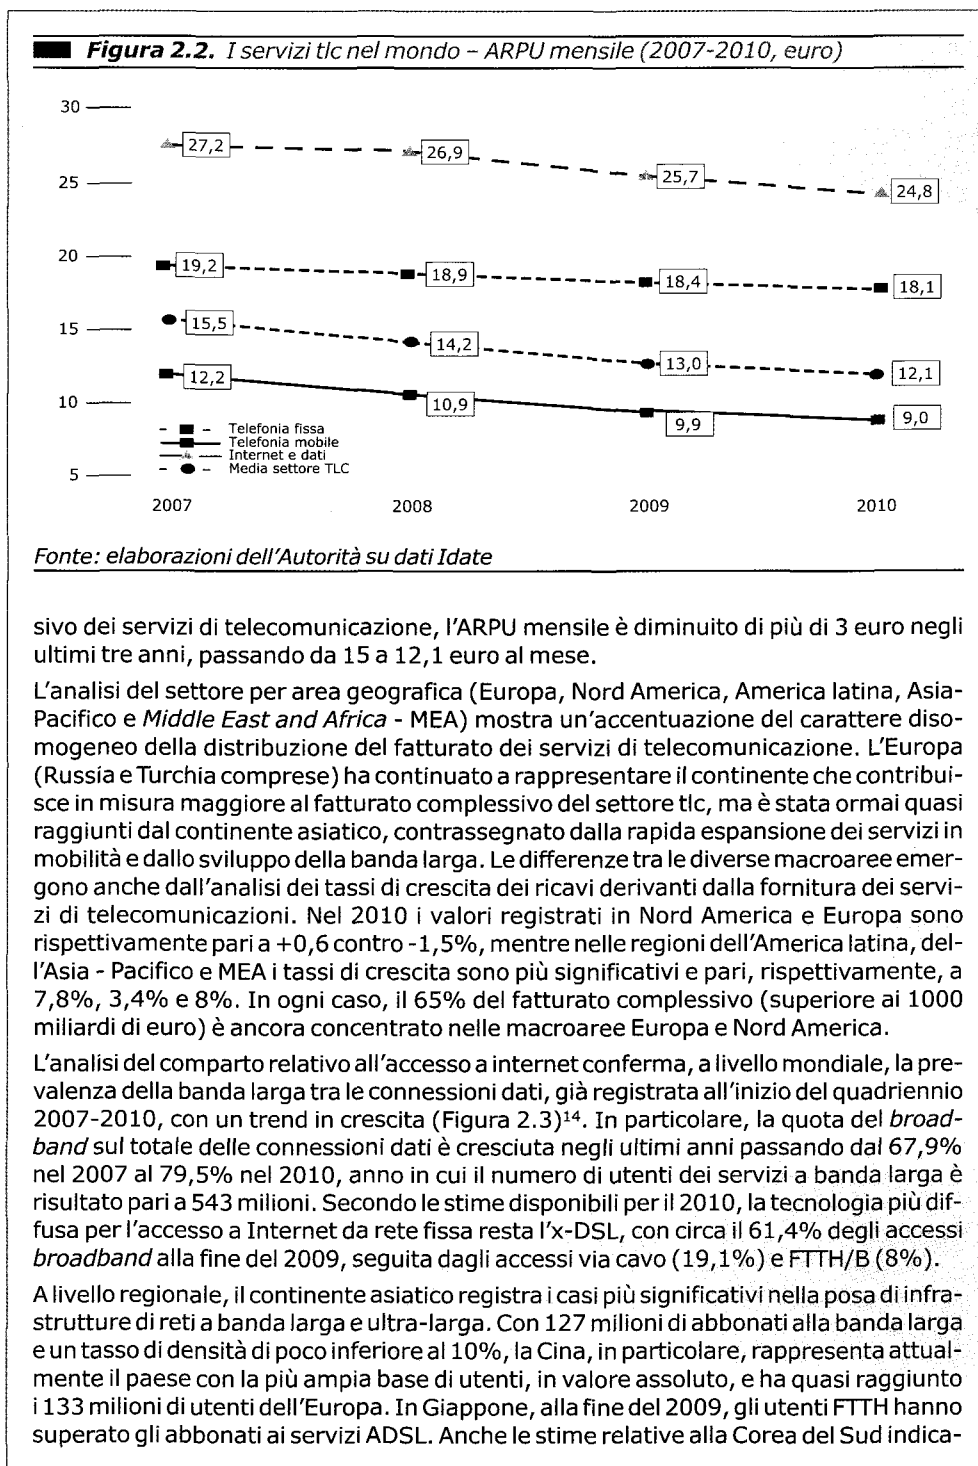 Figura 2.2. I servizi tlc nel mondo – ARPU mensile (2007-2010, euro)
30
27,2
26,9
25,7
24,8
25
20
19,2
18,9
18,4
18,1
15
15,5
14,2
13,0
12,1
12,2
10,9
9,9
9,0
10
Telefonia fissa
Telefonia mobile
Internet e dati
Media settore TLC
5
2007 2008 2009 2010
Fonte: elaborazioni dell'Autorità su dati Idate
sivo dei servizi di telecomunicazione, l'ARPU mensile è diminuito di più di 3 euro negli
ultimi tre anni, passando da 15 a 12,1 euro al mese.
L'analisi del settore per area geografica (Europa, Nord America, America latina, Asia-
Pacifico e Middle East and Africa - MEA) mostra un'accentuazione del carattere diso-
mogeneo della distribuzione del fatturato dei servizi di telecomunicazione. L'Europa
(Russia e Turchia comprese) ha continuato a rappresentare il continente che contribui-
sce in misura maggiore al fatturato complessivo del settore tlc, ma è stata ormai quasi
raggiunti dal continente asiatico, contrassegnato dalla rapida espansione dei servizi in
mobilità e dallo sviluppo della banda larga. Le differenze tra le diverse macroaree emer-
gono anche dall'analisi dei tassi di crescita dei ricavi derivanti dalla fornitura dei servi-
zi di telecomunicazioni. Nel 2010 i valori registrati in Nord America e Europa sono
rispettivamente pari a +0,6 contro -1,5%, mentre nelle regioni dell'America latina, del-
l'Asia - Pacifico e MEA i tassi di crescita sono più significativi e pari, rispettivamente, a
7,8%, 3,4% e 8%. In ogni caso, il 65% del fatturato complessivo (superiore ai 1000
miliardi di euro) è ancora concentrato nelle macroaree Europa e Nord America.
L'analisi del comparto relativo all'accesso a internet conferma, a livello mondiale, la pre-
valenza della banda larga tra le connessioni dati, già registrata all'inizio del quadriennio
2007-2010, con un trend in crescita (Figura 2.3)¹⁴. In particolare, la quota del broad-
band sul totale delle connessioni dati è cresciuta negli ultimi anni passando dal 67,9%
nel 2007 al 79,5% nel 2010, anno in cui il numero di utenti dei servizi a banda larga è
risultato pari a 543 milioni. Secondo le stime disponibili per il 2010, la tecnologia più dif-
fusa per l'accesso a Internet da rete fissa resta l'x-DSL, con circa il 61,4% degli accessi
broadband alla fine del 2009, seguita dagli accessi via cavo (19,1%) e FTTH/B (8%).
A livello regionale, il continente asiatico registra i casi più significativi nella posa di infra-
strutture di reti a banda larga e ultra-larga. Con 127 milioni di abbonati alla banda larga
e un tasso di densità di poco inferiore al 10%, la Cina, in particolare, rappresenta attual-
mente il paese con la più ampia base di utenti, in valore assoluto, e ha quasi raggiunto
i 133 milioni di utenti dell'Europa. In Giappone, alla fine del 2009, gli utenti FTTH hanno
superato gli abbonati ai servizi ADSL. Anche le stime relative alla Corea del Sud indica-